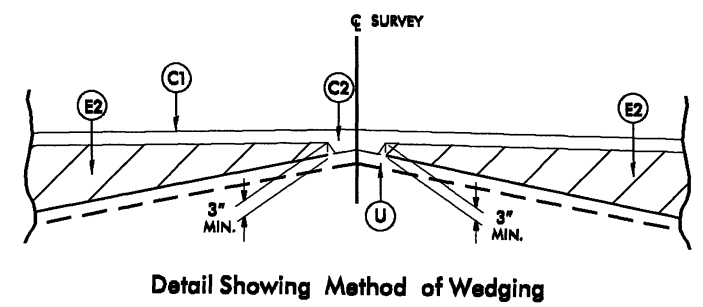 ℄ SURVEY
C1
C2
E2
E2
3"
MIN.
U
3"
MIN.
Detail Showing Method of Wedging